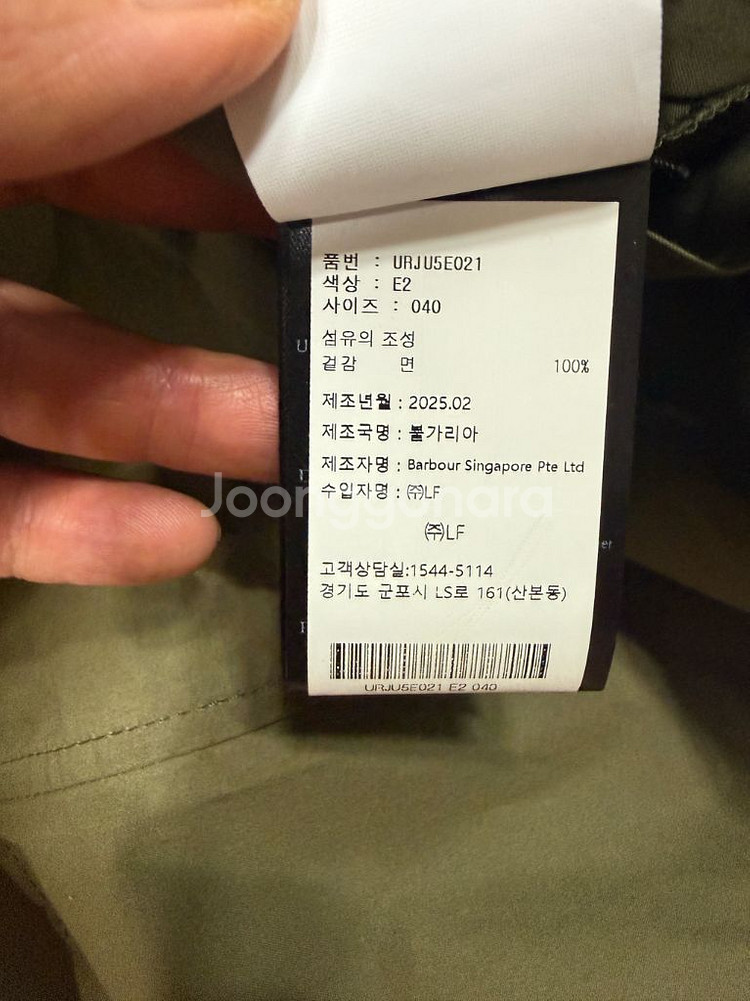 품번 : URJU5E021
색상 : E2
사이즈 : 040
섬유의 조성
겉감 면 100%
제조년월 : 2025.02
제조국명 : 불가리아
제조자명 : Barbour Singapore Pte Ltd
수입자명 : ㈜LF
㈜LF
고객상담실:1544-5114
경기도 군포시 LS로 161(산본동)
URJU5E021 E2 040
Joonggonara